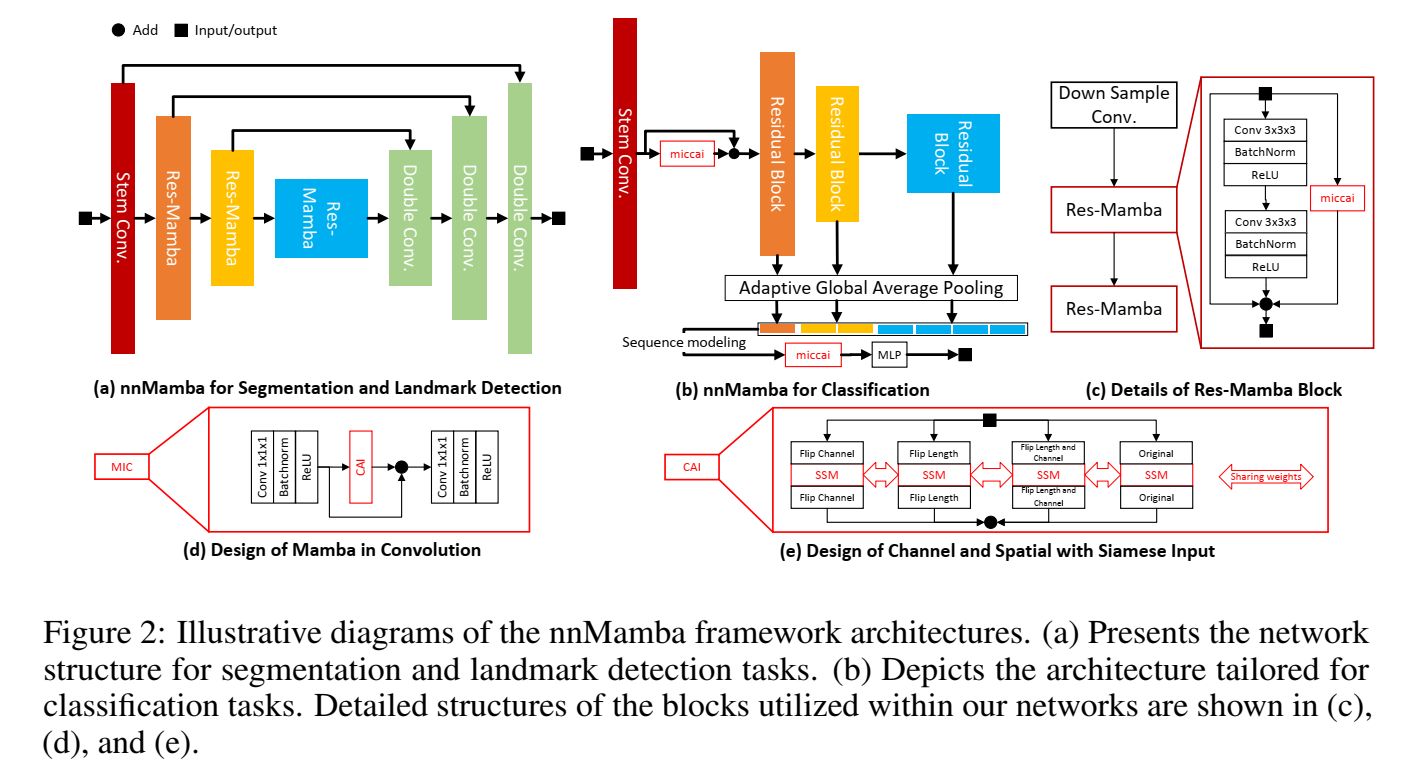 Add
Input/output
Stem Conv.
Res-Mamba
Res-Mamba
Res-
Mamba
Double Conv.
Double Conv.
Double Conv.
(a) nnMamba for Segmentation and Landmark Detection
Stem Conv.
miccai
Residual Block
Residual Block
Residual
Block
Adaptive Global Average Pooling
Sequence modeling
miccai
MLP
(b) nnMamba for Classification
Down Sample
Conv.
Res-Mamba
Res-Mamba
Conv 3x3x3
BatchNorm
ReLU
miccai
Conv 3x3x3
BatchNorm
ReLU
(c) Details of Res-Mamba Block
MIC
Conv 1x1x1
Batchnorm
ReLU
CAI
Conv 1x1x1
Batchnorm
ReLU
(d) Design of Mamba in Convolution
CAI
Flip Channel
SSM
Flip Channel
Flip Length
SSM
Flip Length
Flip Length and
Channel
SSM
Flip Length and
Channel
Original
SSM
Original
Sharing weights
(e) Design of Channel and Spatial with Siamese Input
Figure 2: Illustrative diagrams of the nnMamba framework architectures. (a) Presents the network
structure for segmentation and landmark detection tasks. (b) Depicts the architecture tailored for
classification tasks. Detailed structures of the blocks utilized within our networks are shown in (c),
(d), and (e).